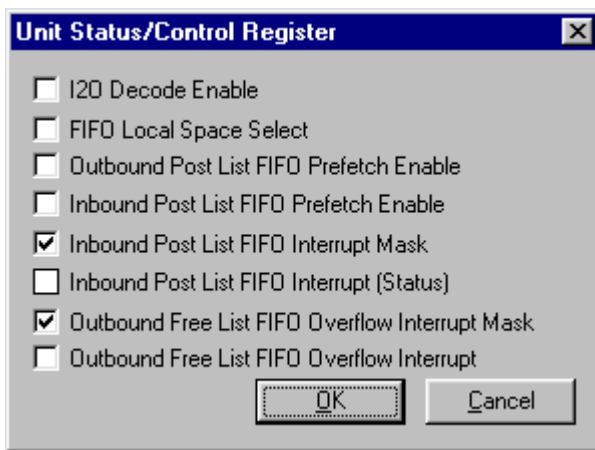 Unit Status/Control Register
I2O Decode Enable
FIFO Local Space Select
Outbound Post List FIFO Prefetch Enable
Inbound Post List FIFO Prefetch Enable
Inbound Post List FIFO Interrupt Mask
Inbound Post List FIFO Interrupt (Status)
Outbound Free List FIFO Overflow Interrupt Mask
Outbound Free List FIFO Overflow Interrupt
OK Cancel